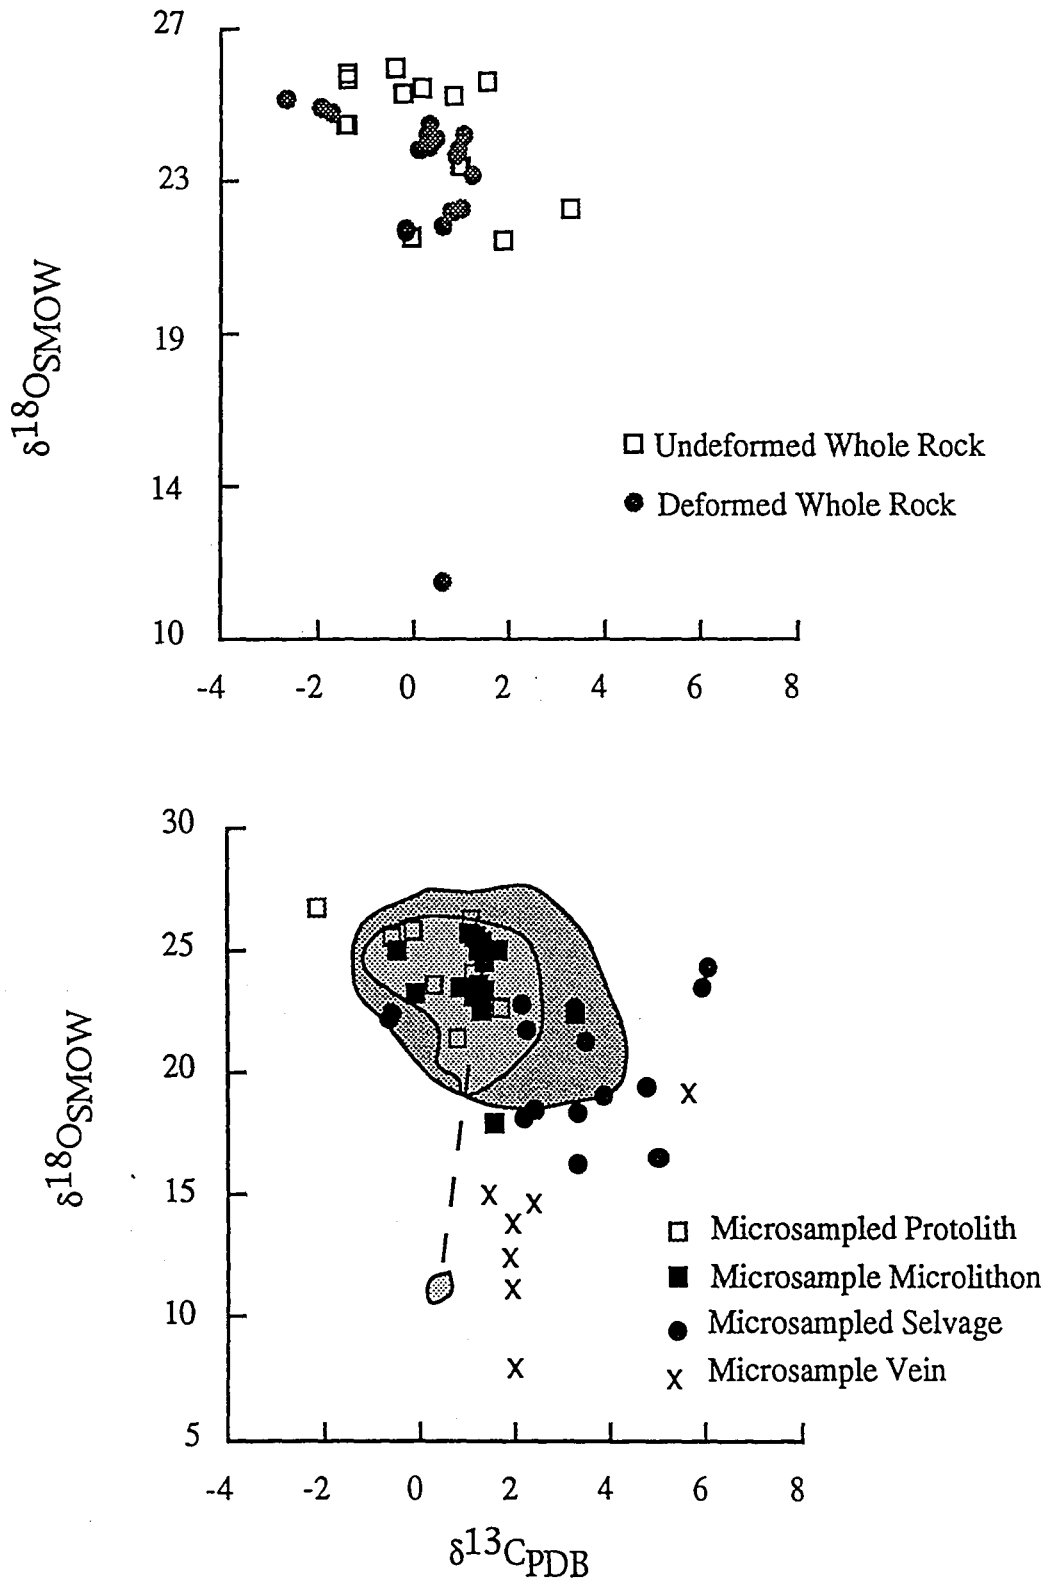 27
23
19
14
10
δ18OSMOW
□ Undeformed Whole Rock
● Deformed Whole Rock
-4 -2 0 2 4 6 8
30
25
20
15
10
5
δ18OSMOW
□ Microsampled Protolith
■ Microsample Microlithon
● Microsampled Selvage
x Microsample Vein
-4 -2 0 2 4 6 8
δ13CPDB